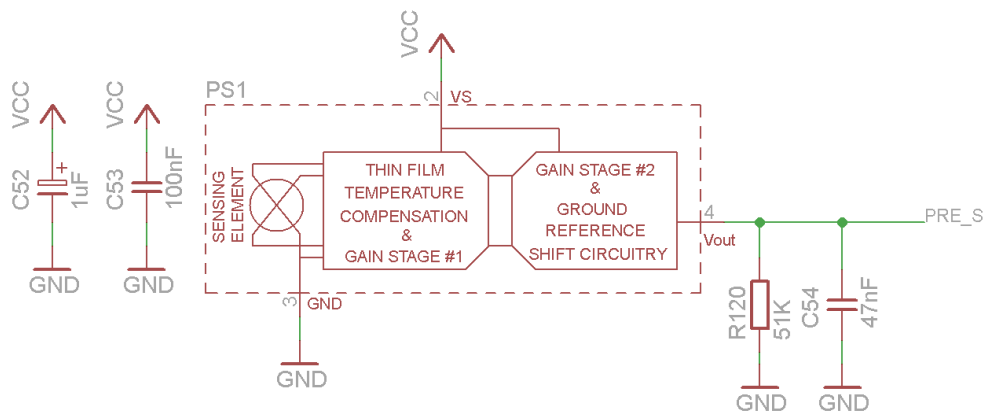 VCC
PS1
2
VS
VCC
VCC
C52
+
1uF
C53
100nF
SENSING
ELEMENT
THIN FILM
TEMPERATURE
COMPENSATION
&
GAIN STAGE #1
GAIN STAGE #2
&
GROUND
REFERENCE
SHIFT CIRCUITRY
4
Vout
PRE_S
GND
GND
3
GND
GND
R120
51K
C54
47nF
GND
GND